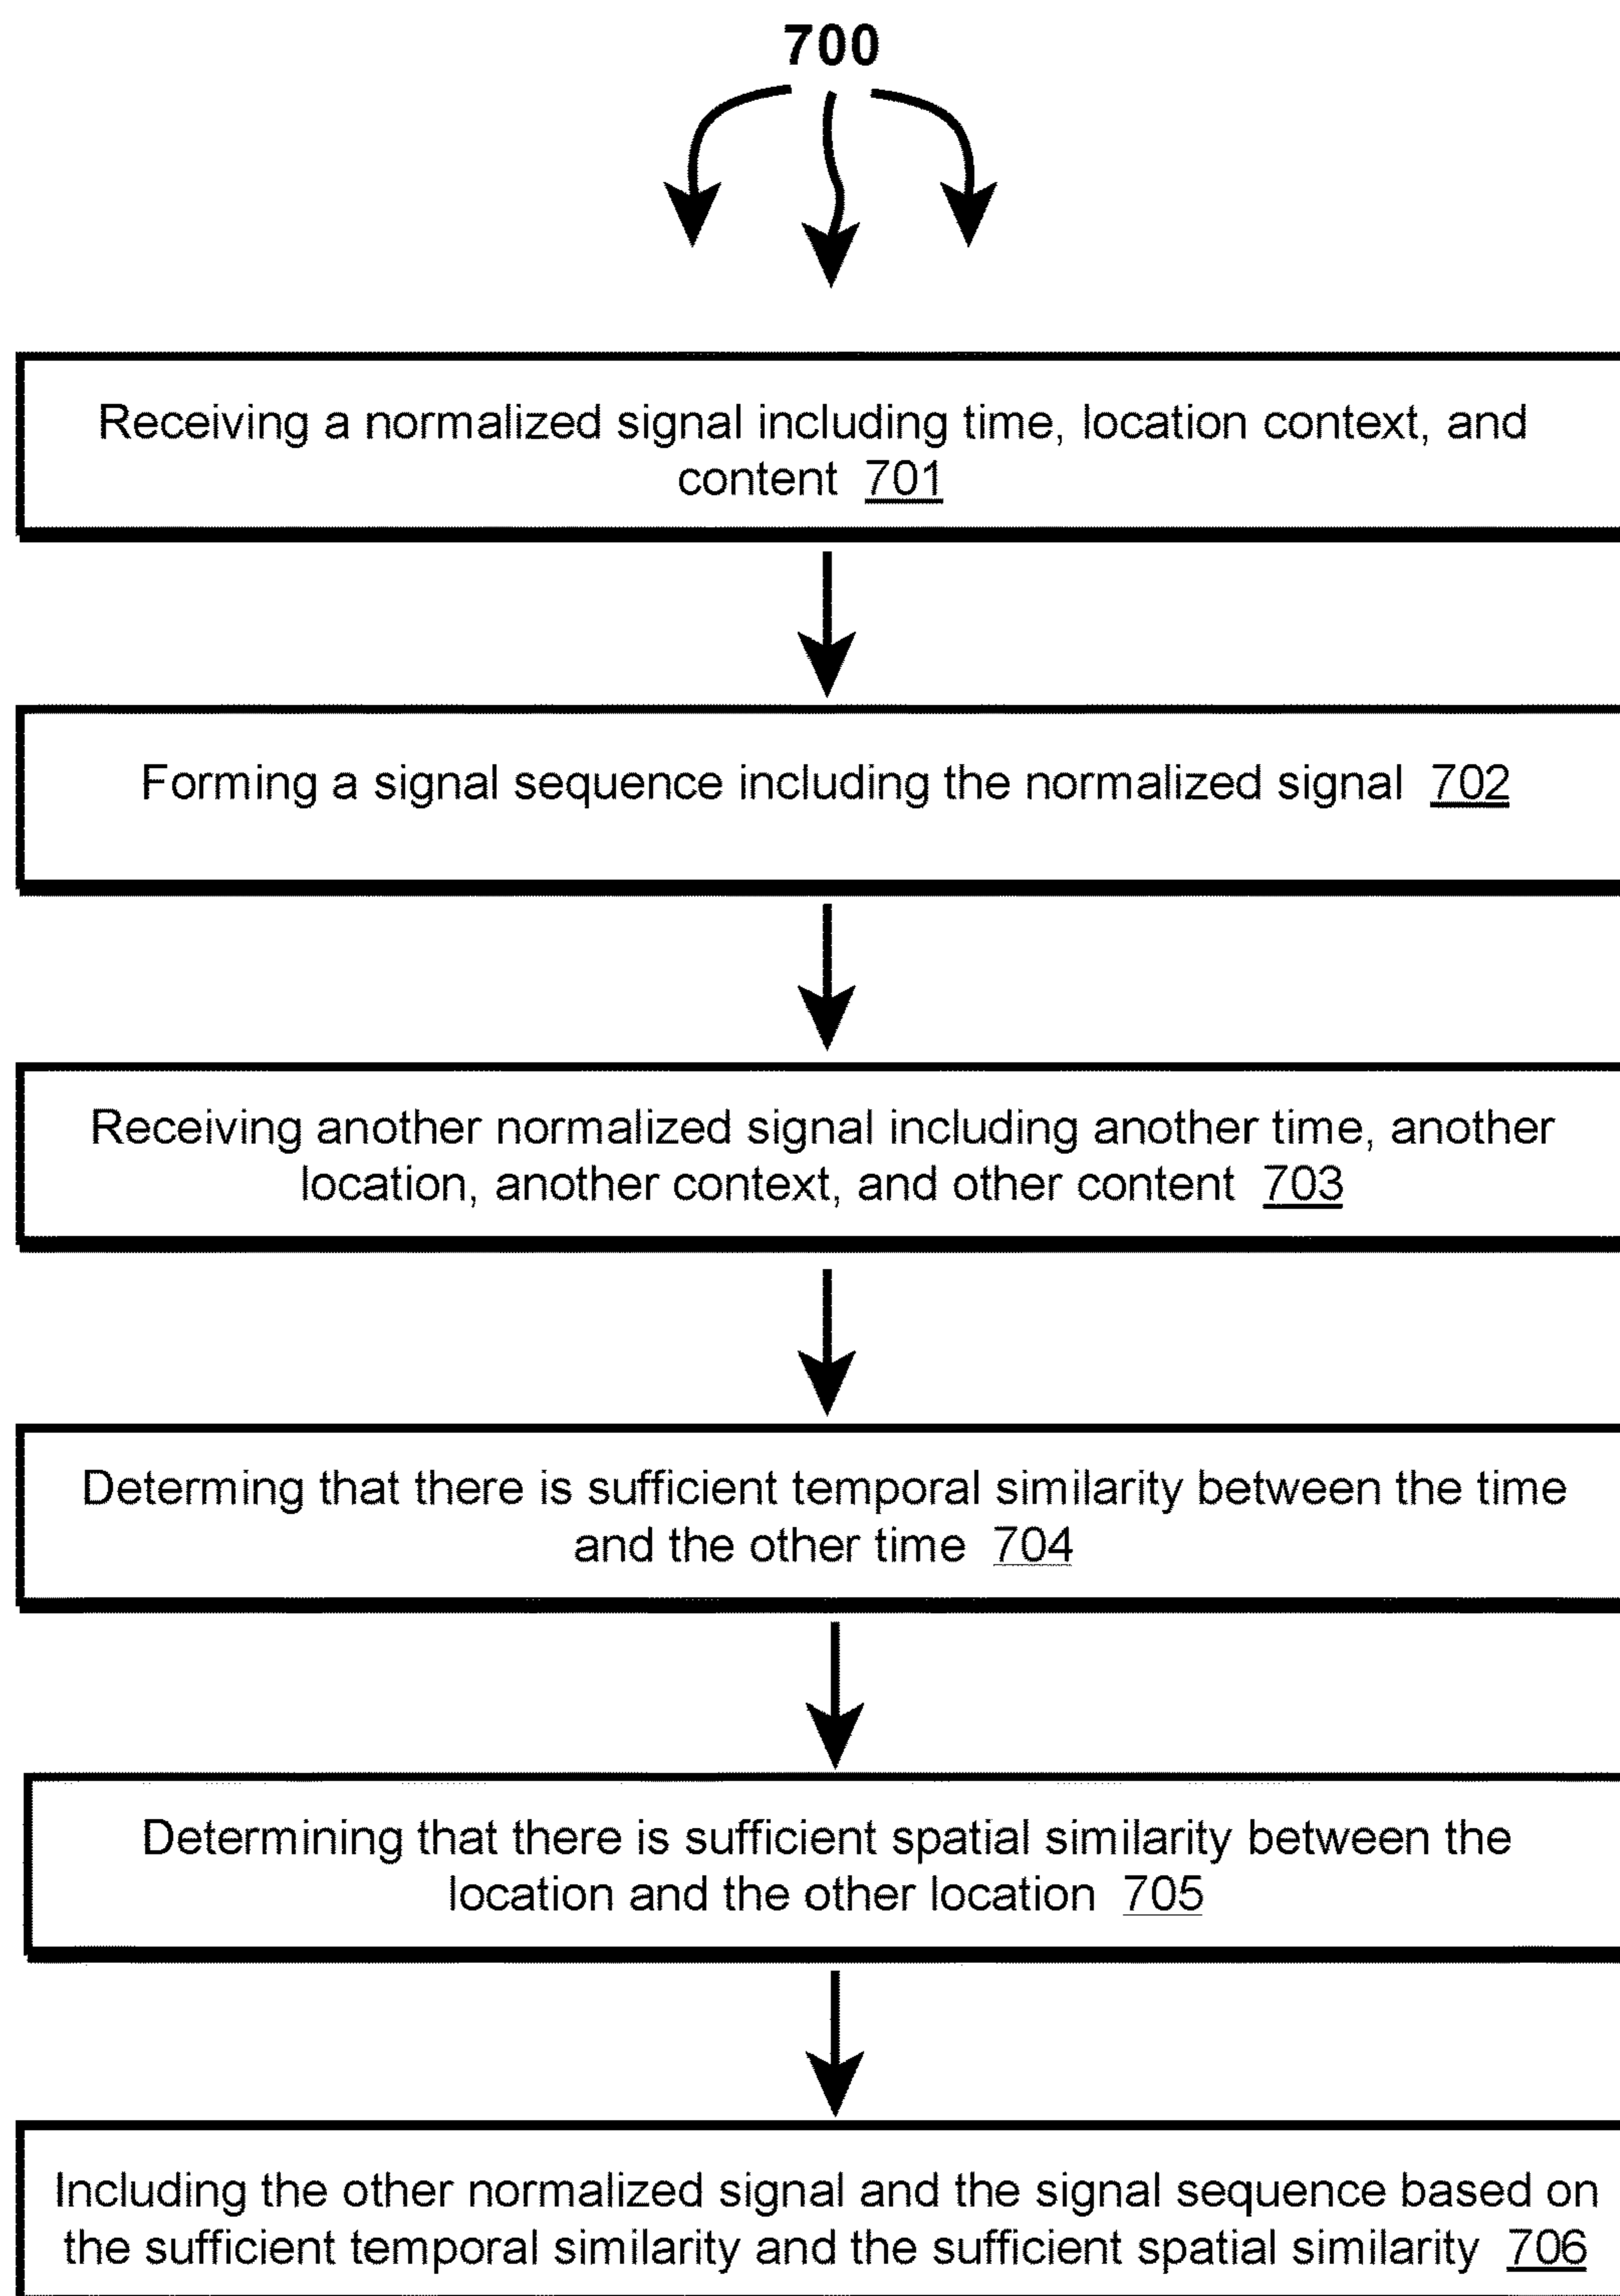 700
Receiving a normalized signal including time, location context, and
content 701
Forming a signal sequence including the normalized signal 702
Receiving another normalized signal including another time, another
location, another context, and other content 703
Determing that there is sufficient temporal similarity between the time
and the other time 704
Determining that there is sufficient spatial similarity between the
location and the other location 705
Including the other normalized signal and the signal sequence based on
the sufficient temporal similarity and the sufficient spatial similarity 706